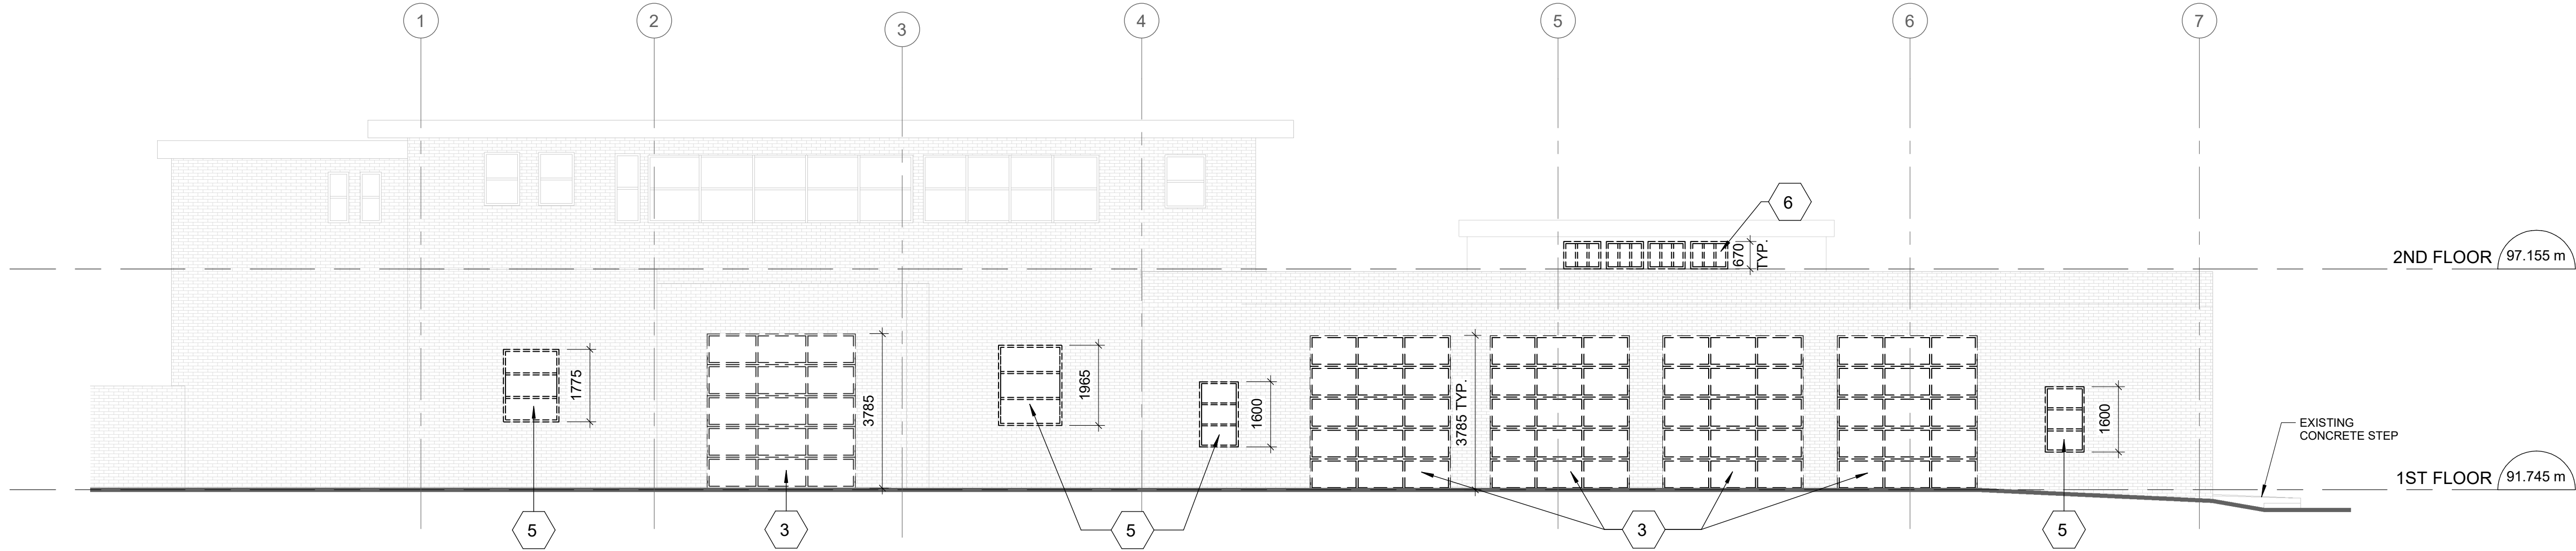 1
2
3
4
5
6
7
6
670
TYP.
2ND FLOOR
97.155 m
1775
3785
1965
1600
3785 TYP.
1600
EXISTING
CONCRETE STEP
1ST FLOOR
91.745 m
5
3
5
3
5